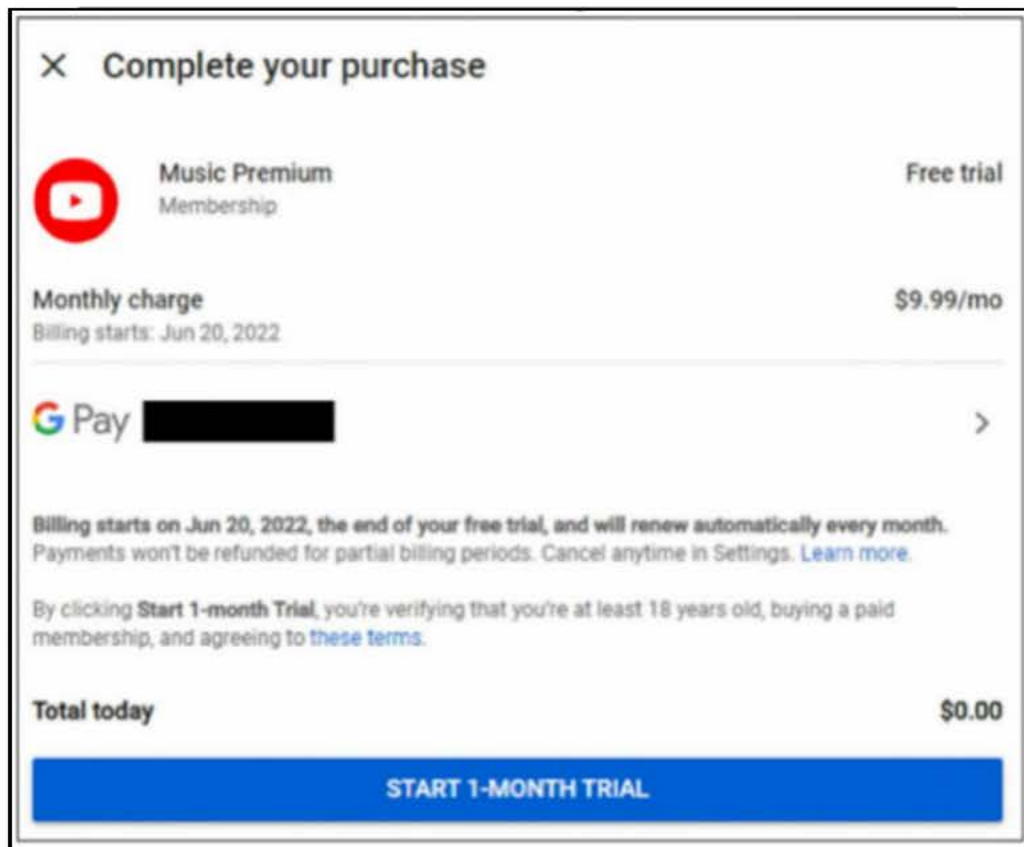 Complete your purchase
Music Premium
Free trial
Membership
Monthly charge
$9.99/mo
Billing starts: Jun 20, 2022
G Pay
Billing starts on Jun 20, 2022, the end of your free trial, and will renew automatically every month.
Payments won't be refunded for partial billing periods. Cancel anytime in Settings. Learn more.
By clicking Start 1-month Trial, you're verifying that you're at least 18 years old, buying a paid
membership, and agreeing to these terms.
Total today
$0.00
START 1-MONTH TRIAL